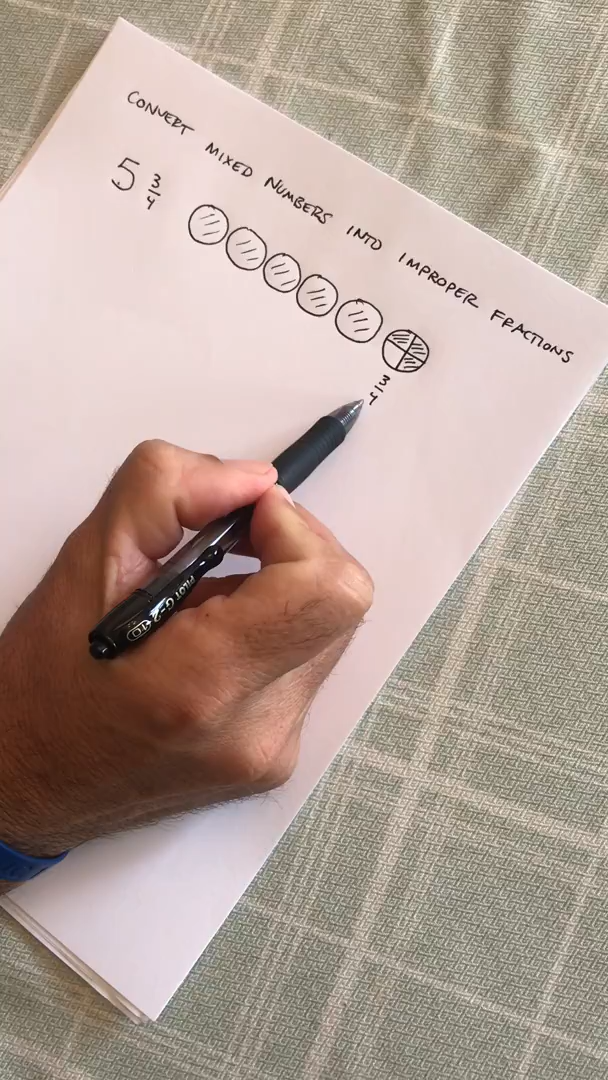 CONVERT MIXED NUMBERS INTO IMPROPER FRACTIONS
5 3/4
3/4
PILOT G-2 10